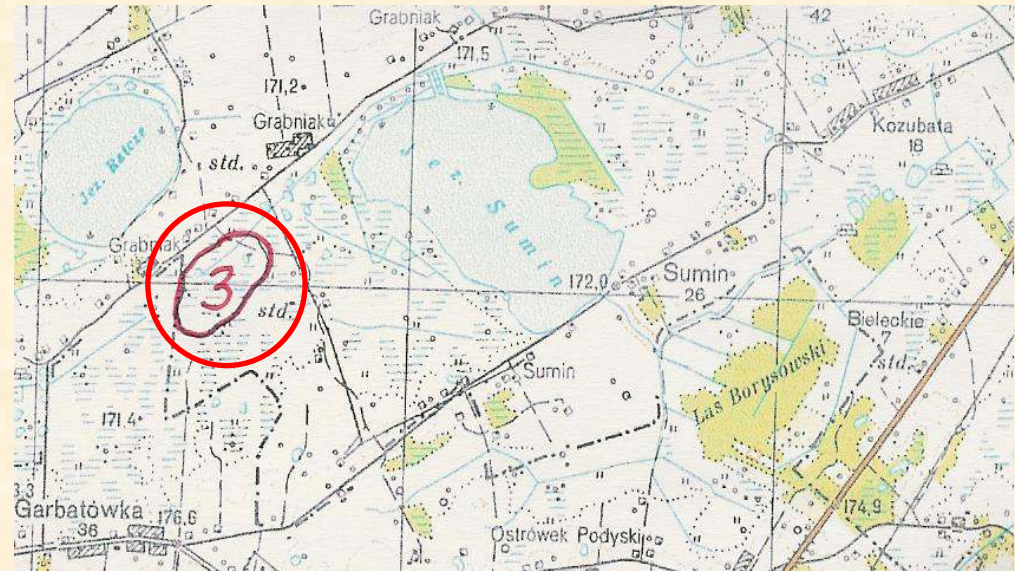 Grabniak
42
171,5
171,2
Grabniak
Kozubata
18
Jez. Ratcze
std.
Jez. Sumin
Grabniak
3
172,0
Sumin
26
std.
Bieleckie
7
std.
Las Borysowski
Sumin
171,4
Garbatówka
36
176,6
174,9
Ostrówek Podyski